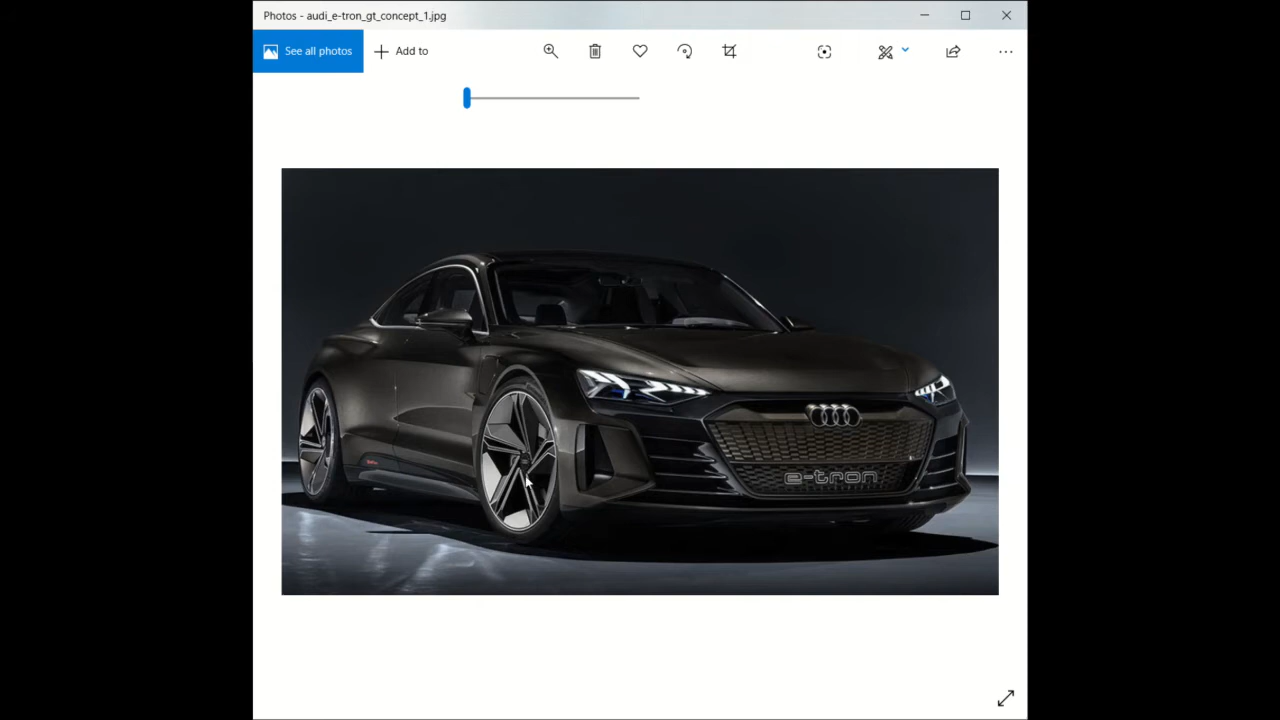 Photos - audi_e-tron_gt_concept_1.jpg
See all photos
Add to
e-tron